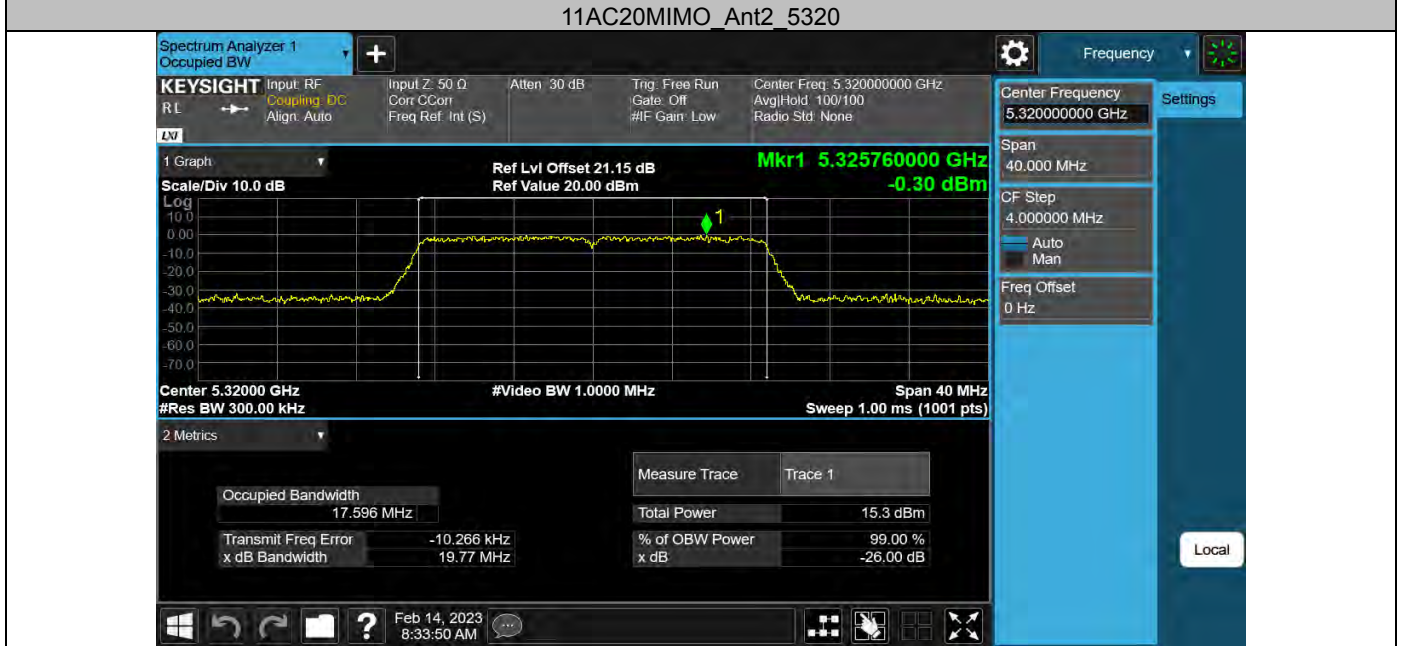 11AC20MIMO_Ant2_5320
Spectrum Analyzer 1
Occupied BW
+
Frequency
KEYSIGHT
R L
LXI
Input: RF
Coupling: DC
Align: Auto
Input Z: 50 Ω
Corr CCorr
Freq Ref: Int (S)
Atten: 30 dB
Trig: Free Run
Gate: Off
#IF Gain: Low
Center Freq: 5.320000000 GHz
Avg|Hold: 100/100
Radio Std: None
Center Frequency
5.320000000 GHz
Settings
Span
40.000 MHz
CF Step
4.000000 MHz
Auto
Man
Freq Offset
0 Hz
Local
1 Graph
Ref Lvl Offset 21.15 dB
Mkr1 5.325760000 GHz
Scale/Div 10.0 dB
Ref Value 20.00 dBm
-0.30 dBm
Log
10.0
0.00
-10.0
-20.0
-30.0
-40.0
-50.0
-60.0
-70.0
1
Center 5.32000 GHz
#Video BW 1.0000 MHz
Span 40 MHz
#Res BW 300.00 kHz
Sweep 1.00 ms (1001 pts)
2 Metrics
Measure Trace Trace 1
Occupied Bandwidth
17.596 MHz
Total Power 15.3 dBm
Transmit Freq Error -10.266 kHz
% of OBW Power 99.00 %
x dB Bandwidth 19.77 MHz
x dB -26.00 dB
?
Feb 14, 2023
8:33:50 AM